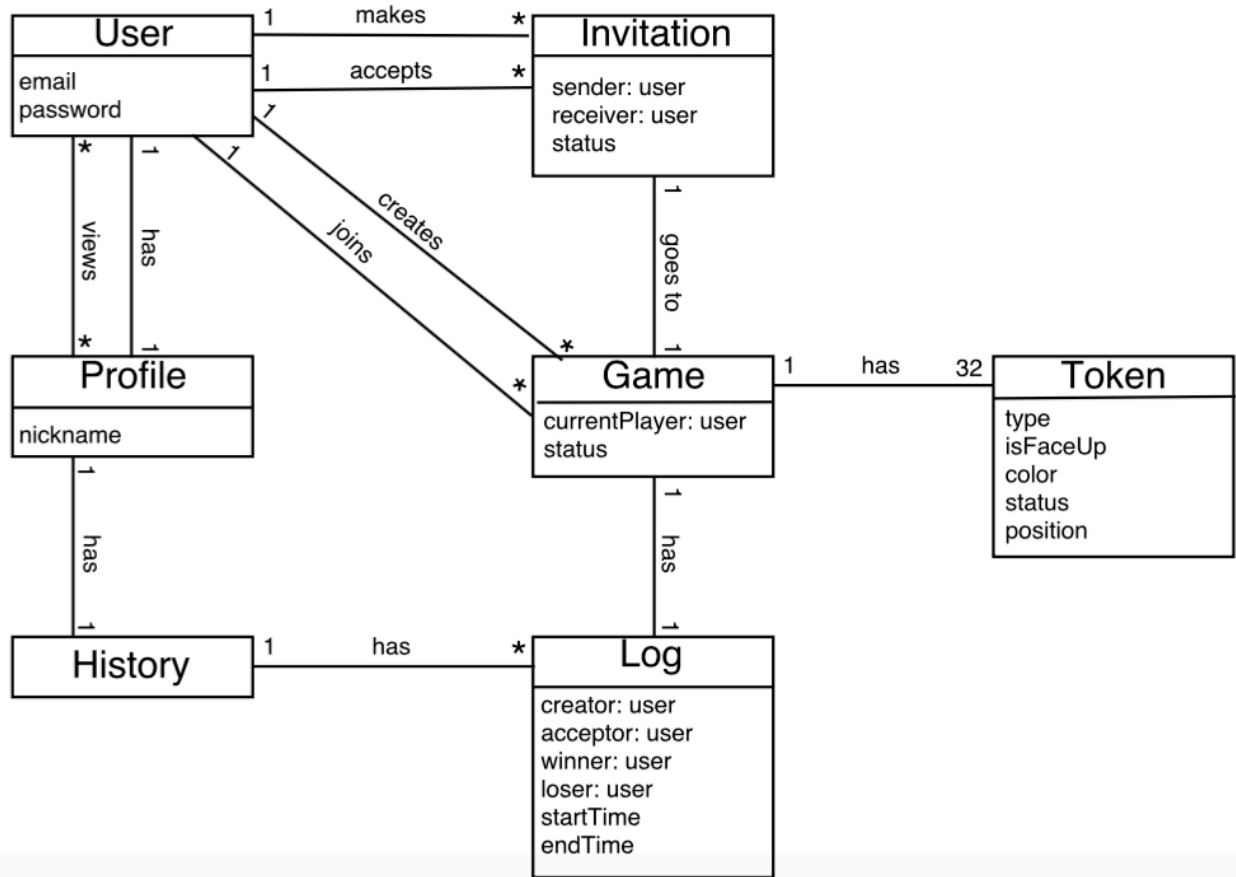 User
email
password
1 makes *
1 accepts *
Invitation
sender: user
receiver: user
status
1 creates *
1 joins *
* views *
1 has 1
1 goes to 1
Profile
nickname
Game
currentPlayer: user
status
1 has 32
Token
type
isFaceUp
color
status
position
1 has 1
1 has 1
History
1 has *
Log
creator: user
acceptor: user
winner: user
loser: user
startTime
endTime